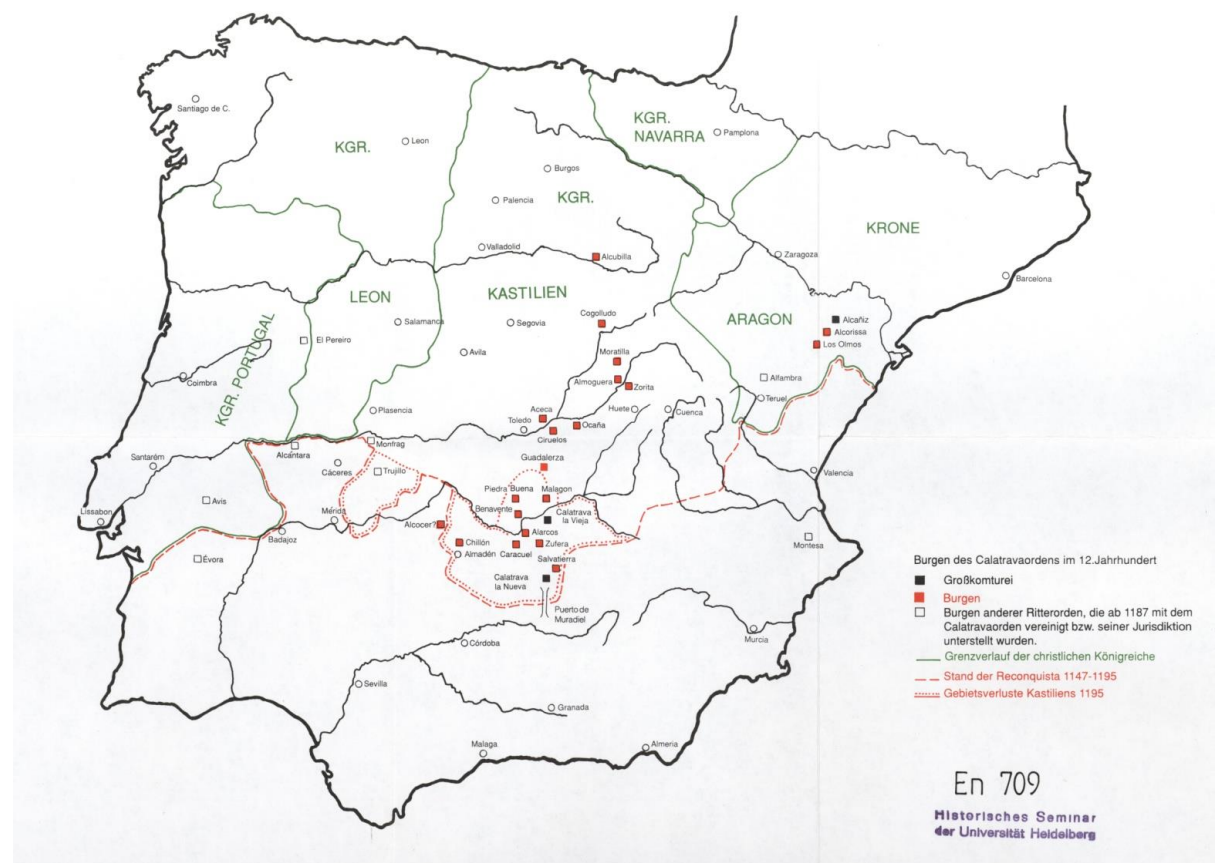 Santiago de C.
KGR.
Leon
KGR.
NAVARRA
Pamplona
Burgos
Palencia
KGR.
KRONE
Valladolid
Alcubilla
Zaragoza
Barcelona
LEON
KASTILIEN
Cogolludo
ARAGON
Alcañiz
Salamanca
Segovia
Alcorissa
Los Olmos
KGR. PORTUGAL
El Pereiro
Avila
Moratilla
Coimbra
Almoguera
Zorita
Alfambra
Teruel
Plasencia
Aceca
Huete
Cuenca
Toledo
Ocaña
Ciruelos
Santarém
Alcántara
Monfrag
Cáceres
Trujillo
Guadalerza
Valencia
Avis
Piedra Buena
Malagon
Lissabon
Mérida
Benavente
Calatrava
la Vieja
Badajoz
Alcocer?
Alarcos
Évora
Chillón
Caracuel
Zufera
Montesa
Almadén
Salvatierra
Calatrava
la Nueva
Puerto de
Muradiel
Murcia
Córdoba
Sevilla
Granada
Malaga
Almeria
Burgen des Calatravaordens im 12.Jahrhundert
Großkomturei
Burgen
Burgen anderer Ritterorden, die ab 1187 mit dem
Calatravaorden vereinigt bzw. seiner Jurisdiktion
unterstellt wurden.
Grenzverlauf der christlichen Königreiche
Stand der Reconquista 1147-1195
Gebietsverluste Kastiliens 1195
En 709
Historisches Seminar
der Universität Heidelberg